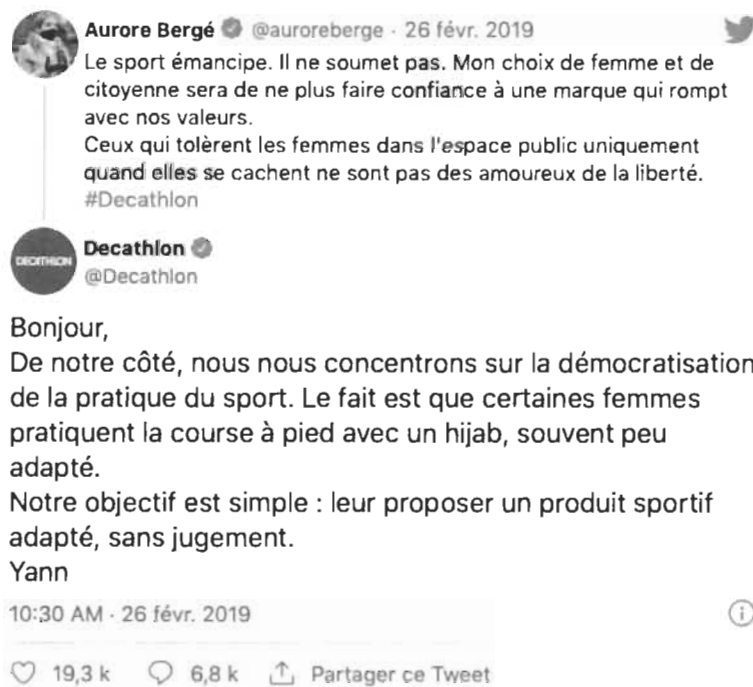 Aurore Bergé @auroreberge · 26 févr. 2019
Le sport émancipe. Il ne soumet pas. Mon choix de femme et de
citoyenne sera de ne plus faire confiance à une marque qui rompt
avec nos valeurs.
Ceux qui tolèrent les femmes dans l'espace public uniquement
quand elles se cachent ne sont pas des amoureux de la liberté.
#Decathlon
DECATHLON
Decathlon
@Decathlon
Bonjour,
De notre côté, nous nous concentrons sur la démocratisation
de la pratique du sport. Le fait est que certaines femmes
pratiquent la course à pied avec un hijab, souvent peu
adapté.
Notre objectif est simple : leur proposer un produit sportif
adapté, sans jugement.
Yann
10:30 AM · 26 févr. 2019
19,3 k 6,8 k Partager ce Tweet